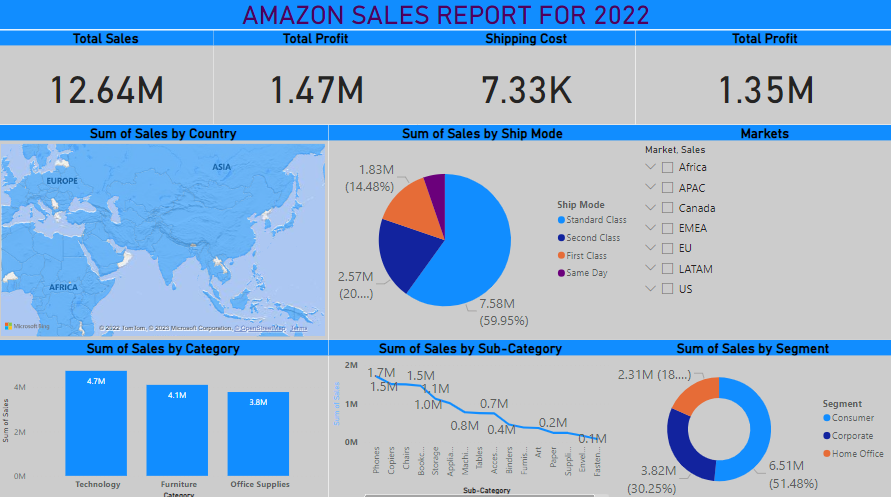 AMAZON SALES REPORT FOR 2022
Total Sales
Total Profit
Shipping Cost
Total Profit
12.64M
1.47M
7.33K
1.35M
Sum of Sales by Country
Sum of Sales by Ship Mode
Markets
EUROPE
ASIA
AFRICA
Microsoft Bing
© 2022 TomTom, © 2023 Microsoft Corporation, © OpenStreetMap Terms
1.83M
(14.48%)
2.57M
(20....)
7.58M
(59.95%)
Ship Mode
Standard Class
Second Class
First Class
Same Day
Market, Sales
Africa
APAC
Canada
EMEA
EU
LATAM
US
Sum of Sales by Category
Sum of Sales by Sub-Category
Sum of Sales by Segment
Sum of Sales
4M
2M
0M
4.7M
4.1M
3.8M
Technology
Furniture
Office Supplies
Category
Sum of Sales
2M
1M
0M
1.7M
1.5M
1.5M
1.1M
1.0M
0.8M
0.7M
0.4M
0.2M
0.1M
Phones
Copiers
Chairs
Bookc...
Storage
Applia...
Machi...
Tables
Acces...
Binders
Furnis...
Art
Paper
Suppli...
Envel...
Fasten...
Sub-Category
2.31M (18....)
3.82M
(30.25%)
6.51M
(51.48%)
Segment
Consumer
Corporate
Home Office